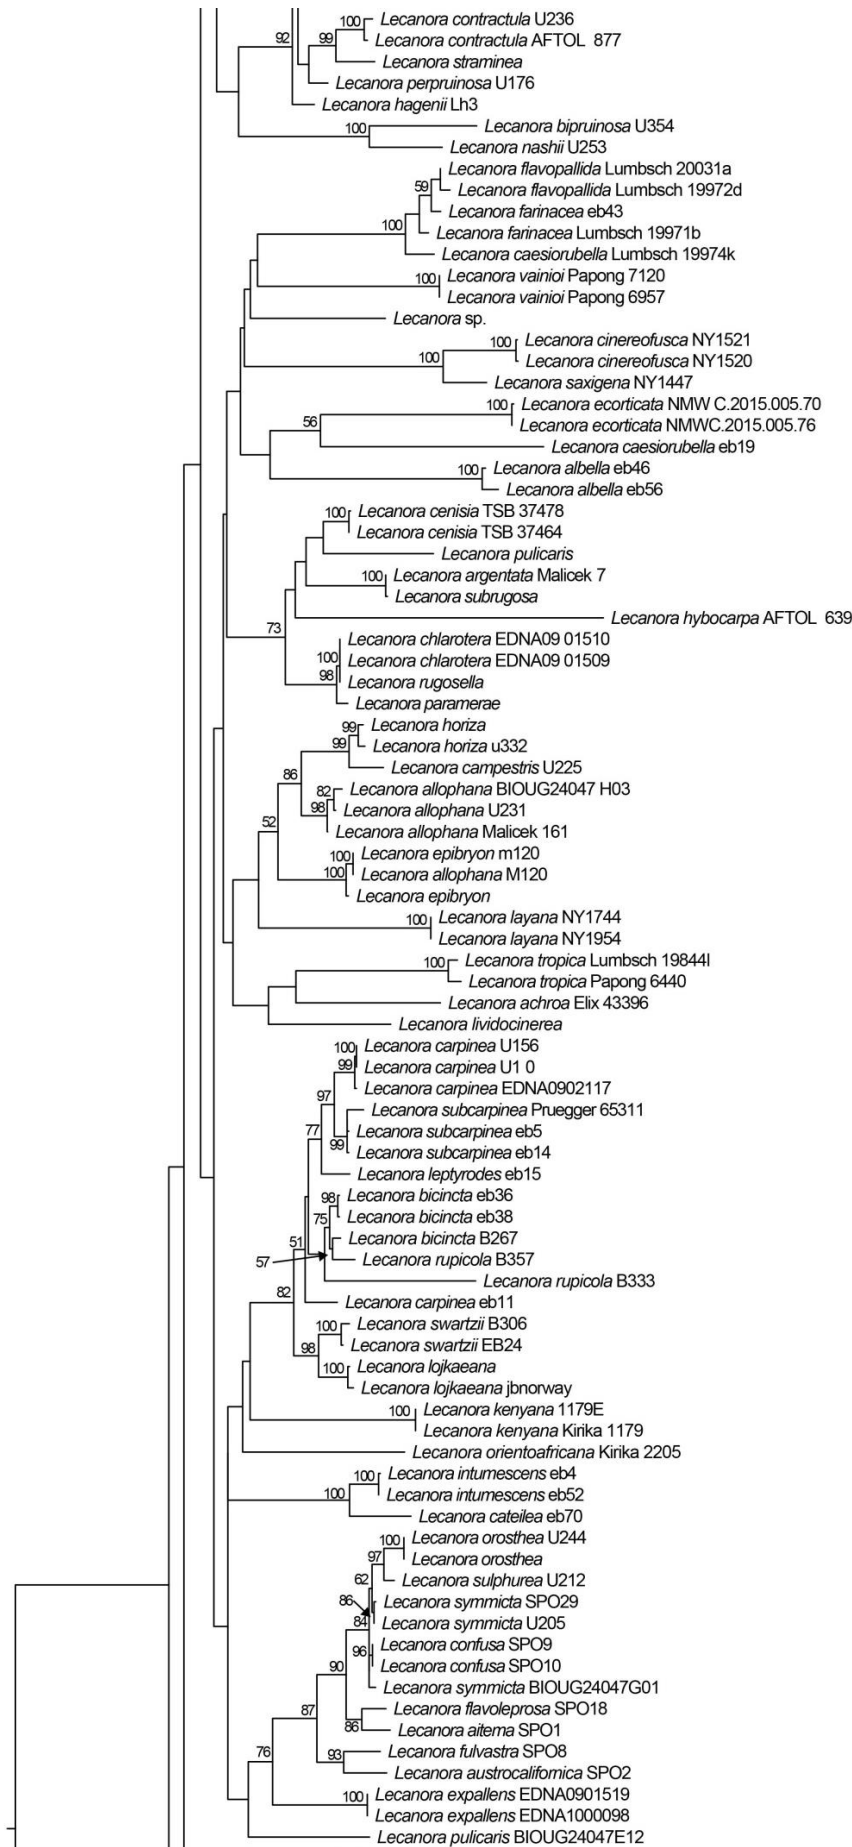 100 Lecanora contractula U236
99 Lecanora contractula AFTOL 877
92
Lecanora straminea
Lecanora perpruinosa U176
Lecanora hagenii Lh3
100 Lecanora bipruinosa U354
Lecanora nashii U253
Lecanora flavopallida Lumbsch 20031a
59 Lecanora flavopallida Lumbsch 19972d
Lecanora farinacea eb43
100 Lecanora farinacea Lumbsch 19971b
Lecanora caesiorubella Lumbsch 19974k
100 Lecanora vainioi Papong 7120
Lecanora vainioi Papong 6957
Lecanora sp.
100 Lecanora cinereofusca NY1521
100 Lecanora cinereofusca NY1520
Lecanora saxigena NY1447
100 Lecanora ecorticata NMW C.2015.005.70
56 Lecanora ecorticata NMWC.2015.005.76
Lecanora caesiorubella eb19
100 Lecanora albella eb46
Lecanora albella eb56
100 Lecanora cenisia TSB 37478
Lecanora cenisia TSB 37464
Lecanora pulicaris
100 Lecanora argentata Malicek 7
Lecanora subrugosa
Lecanora hybocarpa AFTOL 639
73 Lecanora chlarotera EDNA09 01510
100 Lecanora chlarotera EDNA09 01509
98 Lecanora rugosella
Lecanora paramerae
99 Lecanora horiza
99 Lecanora horiza u332
Lecanora campestris U225
86
82 Lecanora allophana BIOUG24047 H03
98 Lecanora allophana U231
52 Lecanora allophana Malicek 161
100 Lecanora epibryon m120
100 Lecanora allophana M120
Lecanora epibryon
100 Lecanora layana NY1744
Lecanora layana NY1954
100 Lecanora tropica Lumbsch 19844I
Lecanora tropica Papong 6440
Lecanora achroa Elix 43396
Lecanora lividocinerea
100 Lecanora carpinea U156
99 Lecanora carpinea U1 0
97 Lecanora carpinea EDNA0902117
Lecanora subcarpinea Pruegger 65311
77 Lecanora subcarpinea eb5
99 Lecanora subcarpinea eb14
Lecanora leptyrodes eb15
98 Lecanora bicincta eb36
75 Lecanora bicincta eb38
51 Lecanora bicincta B267
57 Lecanora rupicola B357
Lecanora rupicola B333
82 Lecanora carpinea eb11
100 Lecanora swartzii B306
98 Lecanora swartzii EB24
100 Lecanora lojkaeana
Lecanora lojkaeana jbnorway
100 Lecanora kenyana 1179E
Lecanora kenyana Kirika 1179
Lecanora orientoafricana Kirika 2205
100 Lecanora intumescens eb4
100 Lecanora intumescens eb52
Lecanora cateilea eb70
100 Lecanora orosthea U244
97 Lecanora orosthea
62 Lecanora sulphurea U212
86 Lecanora symmicta SPO29
84 Lecanora symmicta U205
96 Lecanora confusa SPO9
90 Lecanora confusa SPO10
Lecanora symmicta BIOUG24047G01
87 Lecanora flavoleprosa SPO18
86 Lecanora aitema SPO1
76 93 Lecanora fulvastra SPO8
Lecanora austrocalifornica SPO2
100 Lecanora expallens EDNA0901519
Lecanora expallens EDNA1000098
Lecanora pulicaris BIOUG24047E12